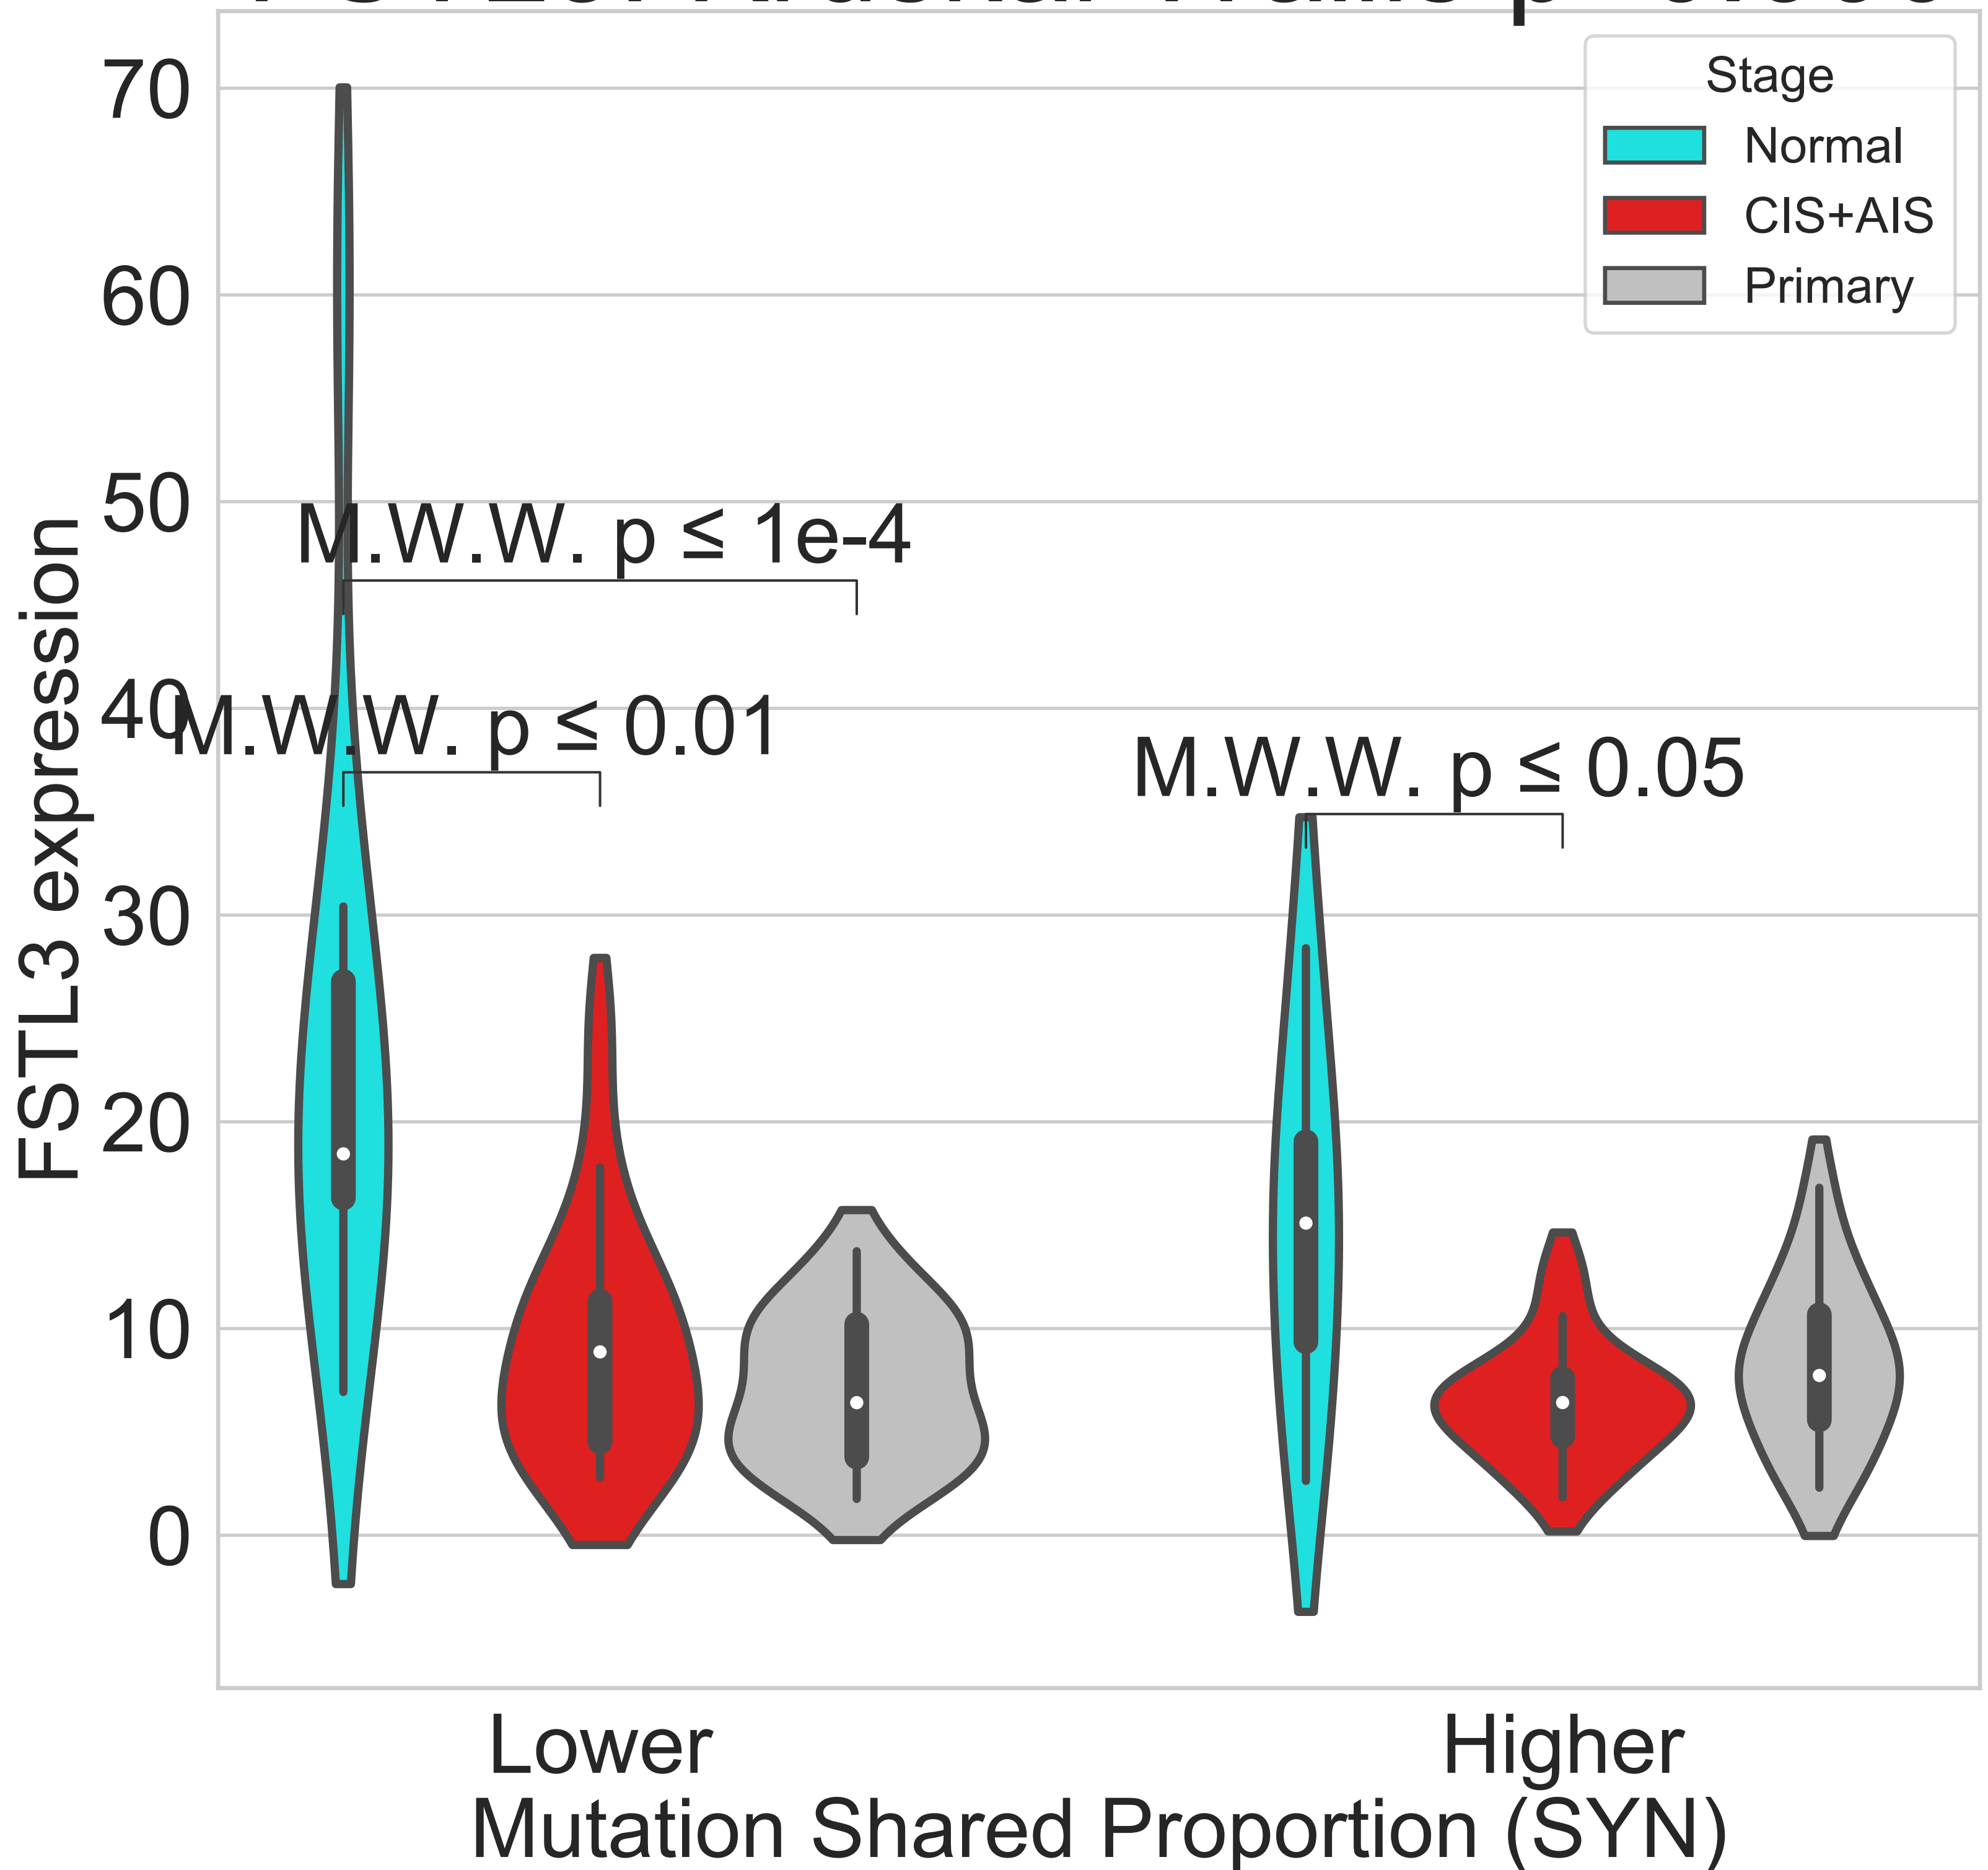 Stage
Normal
CIS+AIS
Primary
70
60
50
40
30
20
10
0
FSTL3 expression
M.W.W. p ≤ 1e-4
M.W.W. p ≤ 0.01
M.W.W. p ≤ 0.05
Lower
Higher
Mutation Shared Proportion (SYN)